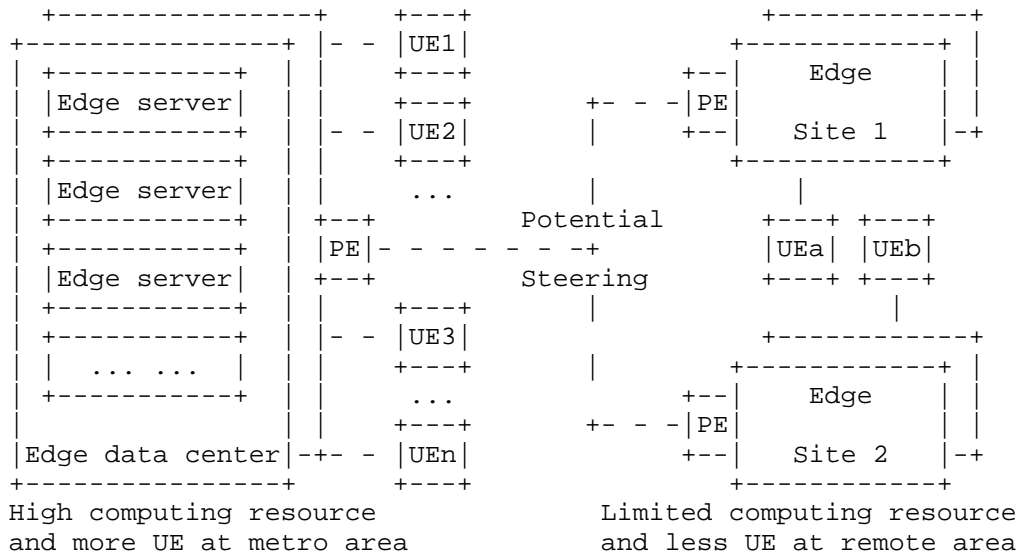 UE1
Edge
Edge server PE
UE2 Site 1
Edge server ...
Potential
PE UEa UEb
Edge server Steering
UE3
... ...
... Edge
PE
Edge data center UEn Site 2
High computing resource Limited computing resource
and more UE at metro area and less UE at remote area